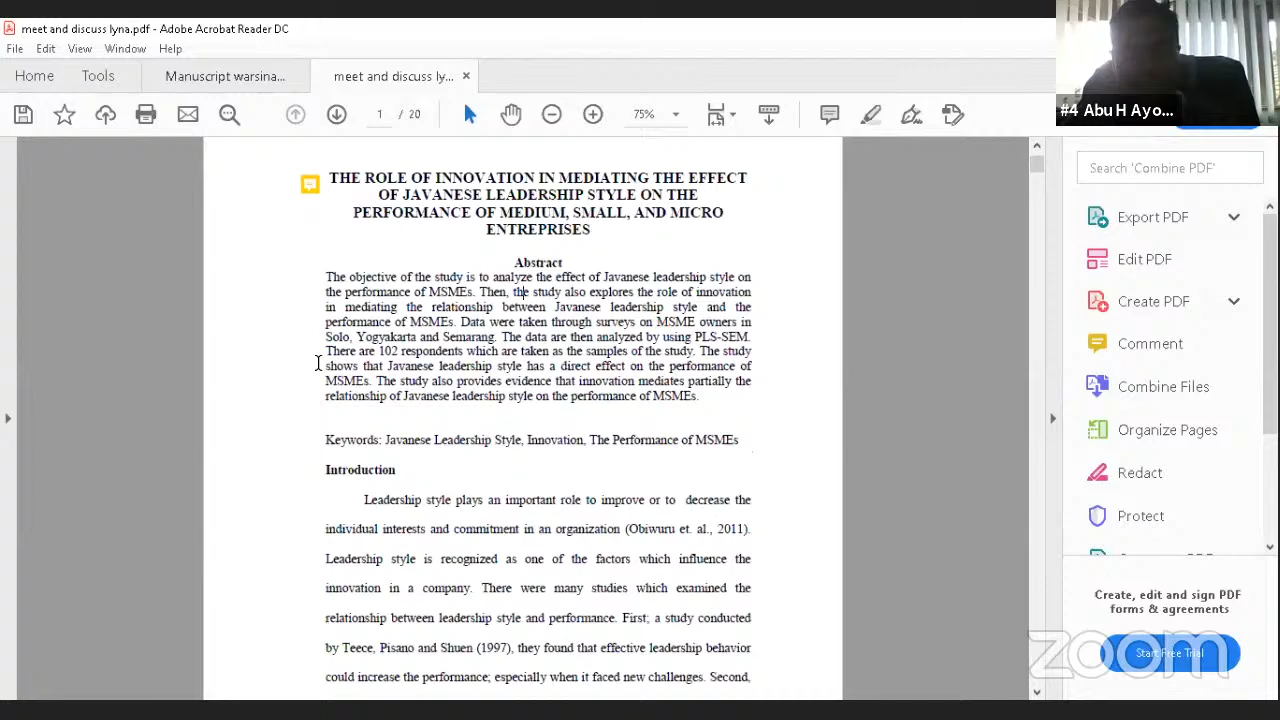 meet and discuss lyna.pdf - Adobe Acrobat Reader DC
File Edit View Window Help
Home Tools Manuscript warsina... meet and discuss ly... ×
1 / 20 75%
#4 Abu H Ayo...
THE ROLE OF INNOVATION IN MEDIATING THE EFFECT
OF JAVANESE LEADERSHIP STYLE ON THE
PERFORMANCE OF MEDIUM, SMALL, AND MICRO
ENTREPRISES
Abstract
The objective of the study is to analyze the effect of Javanese leadership style on
the performance of MSMEs. Then, the study also explores the role of innovation
in mediating the relationship between Javanese leadership style and the
performance of MSMEs. Data were taken through surveys on MSME owners in
Solo, Yogyakarta and Semarang. The data are then analyzed by using PLS-SEM.
There are 102 respondents which are taken as the samples of the study. The study
shows that Javanese leadership style has a direct effect on the performance of
MSMEs. The study also provides evidence that innovation mediates partially the
relationship of Javanese leadership style on the performance of MSMEs.
Keywords: Javanese Leadership Style, Innovation, The Performance of MSMEs
Introduction
Leadership style plays an important role to improve or to decrease the
individual interests and commitment in an organization (Obiwuru et. al., 2011).
Leadership style is recognized as one of the factors which influence the
innovation in a company. There were many studies which examined the
relationship between leadership style and performance. First; a study conducted
by Teece, Pisano and Shuen (1997), they found that effective leadership behavior
could increase the performance; especially when it faced new challenges. Second,
Search 'Combine PDF'
Export PDF
Edit PDF
Create PDF
Comment
Combine Files
Organize Pages
Redact
Protect
Create, edit and sign PDF
forms & agreements
Start Free Trial
zoom